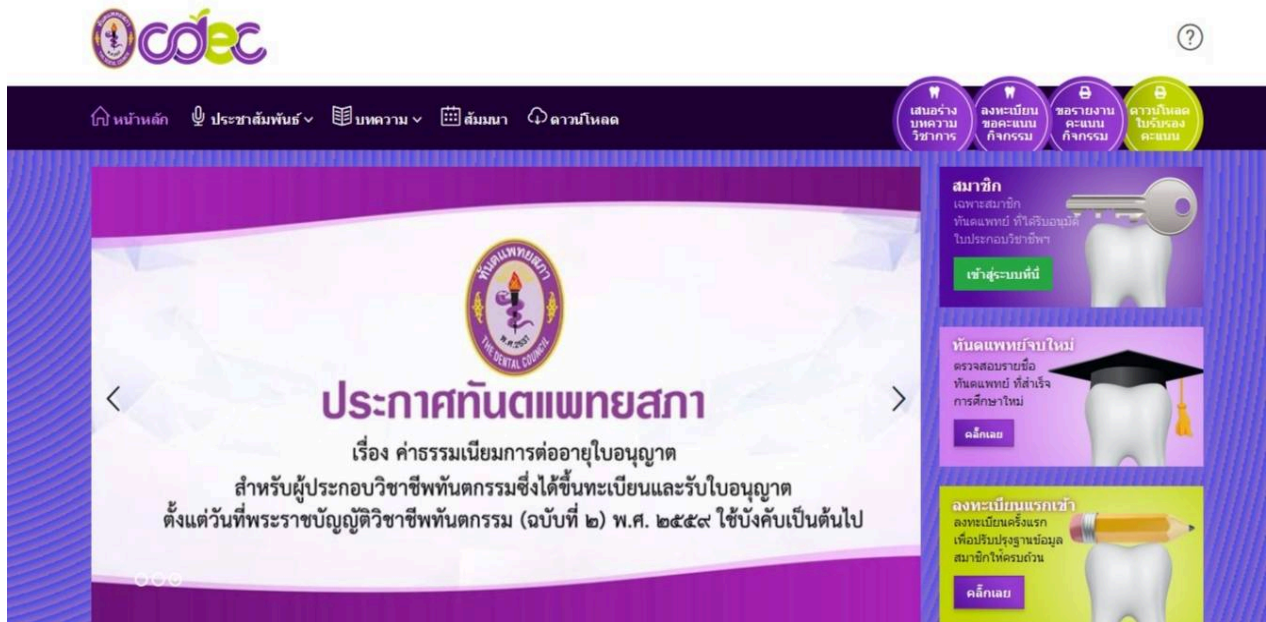 cdec
?
หน้าหลัก
ประชาสัมพันธ์
บทความ
สัมมนา
ดาวน์โหลด
เสนอร่าง
บทความ
วิชาการ
ลงทะเบียน
ขอคะแนน
กิจกรรม
ขอรายงาน
คะแนน
กิจกรรม
ดาวน์โหลด
ใบรับรอง
คะแนน
ทันตแพทยสภา
พ.ศ.2537
THE DENTAL COUNCIL
ประกาศทันตแพทยสภา
เรื่อง ค่าธรรมเนียมการต่ออายุใบอนุญาต
สำหรับผู้ประกอบวิชาชีพทันตกรรมซึ่งได้ขึ้นทะเบียนและรับใบอนุญาต
ตั้งแต่วันที่พระราชบัญญัติวิชาชีพทันตกรรม (ฉบับที่ ๒) พ.ศ. ๒๕๕๙ ใช้บังคับเป็นต้นไป
สมาชิก
เฉพาะสมาชิก
ทันตแพทย์ ที่ได้รับอนุมัติ
ใบประกอบวิชาชีพฯ
เข้าสู่ระบบที่นี่
ทันตแพทย์จบใหม่
ตรวจสอบรายชื่อ
ทันตแพทย์ ที่สำเร็จ
การศึกษาใหม่
คลิ๊กเลย
ลงทะเบียนแรกเข้า
ลงทะเบียนครั้งแรก
เพื่อปรับปรุงฐานข้อมูล
สมาชิกให้ครบถ้วน
คลิ๊กเลย